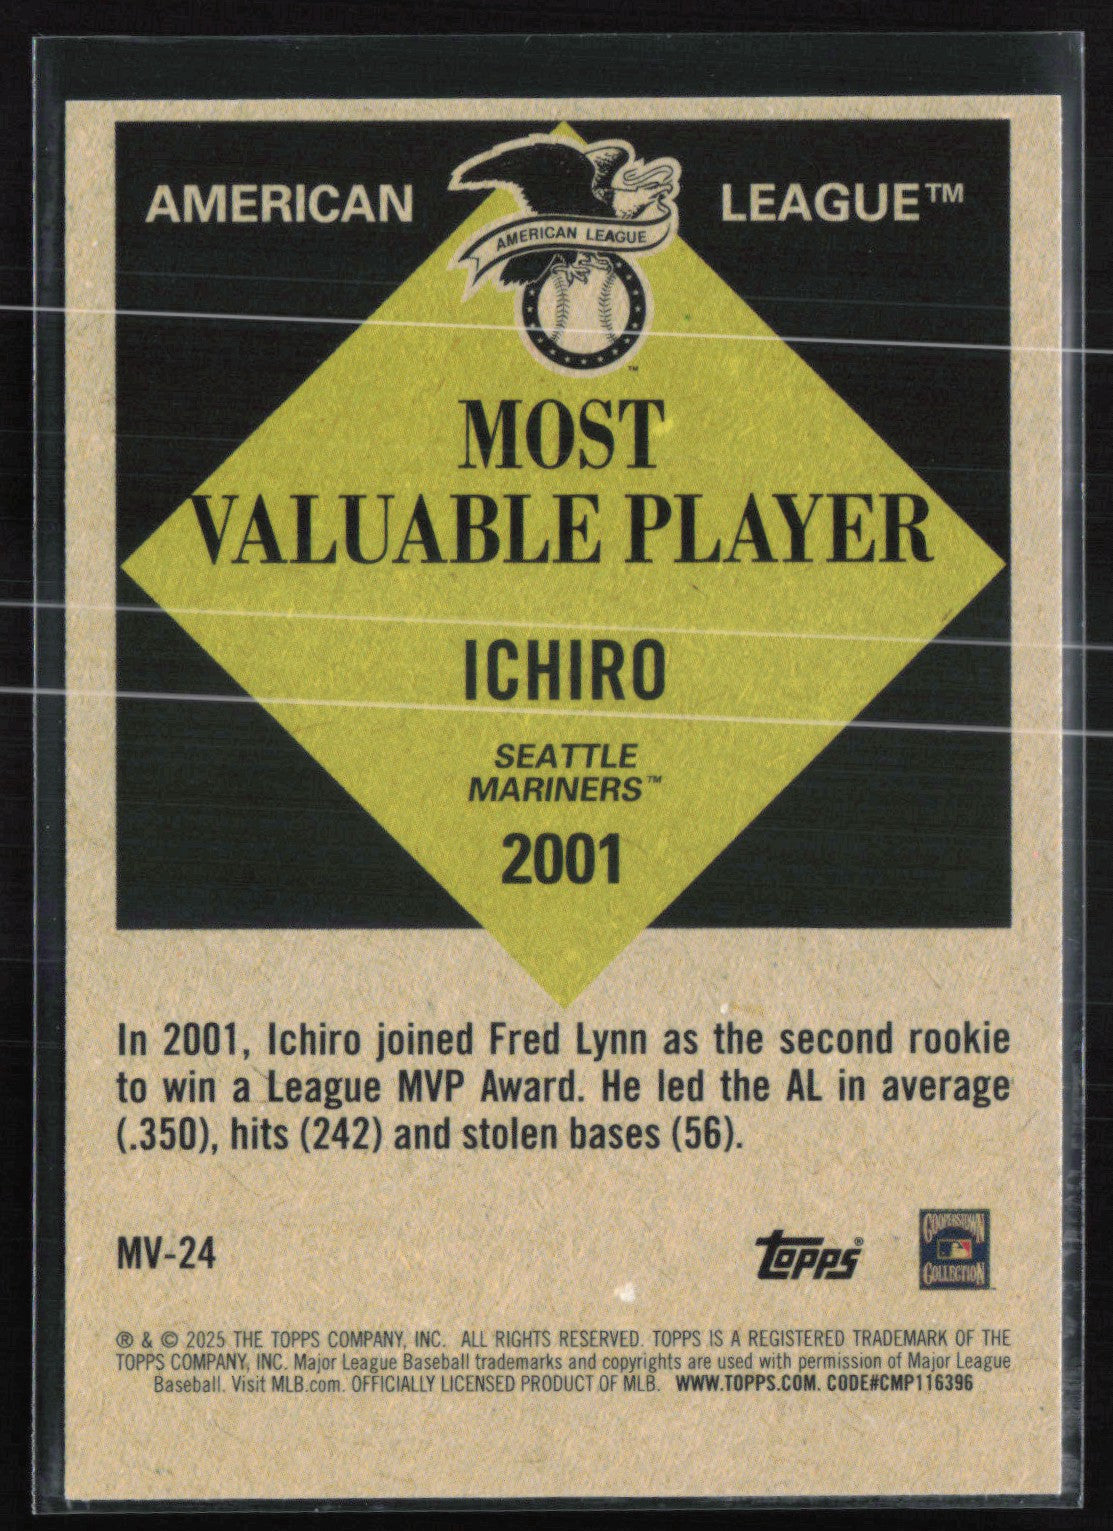 AMERICAN LEAGUE™
AMERICAN LEAGUE
™
MOST
VALUABLE PLAYER
ICHIRO
SEATTLE
MARINERS™
2001
In 2001, Ichiro joined Fred Lynn as the second rookie
to win a League MVP Award. He led the AL in average
(.350), hits (242) and stolen bases (56).
MV-24
topps®
COOPERSTOWN
COLLECTION
® & © 2025 THE TOPPS COMPANY, INC. ALL RIGHTS RESERVED. TOPPS IS A REGISTERED TRADEMARK OF THE
TOPPS COMPANY, INC. Major League Baseball trademarks and copyrights are used with permission of Major League
Baseball. Visit MLB.com. OFFICIALLY LICENSED PRODUCT OF MLB. WWW.TOPPS.COM. CODE#CMP116396